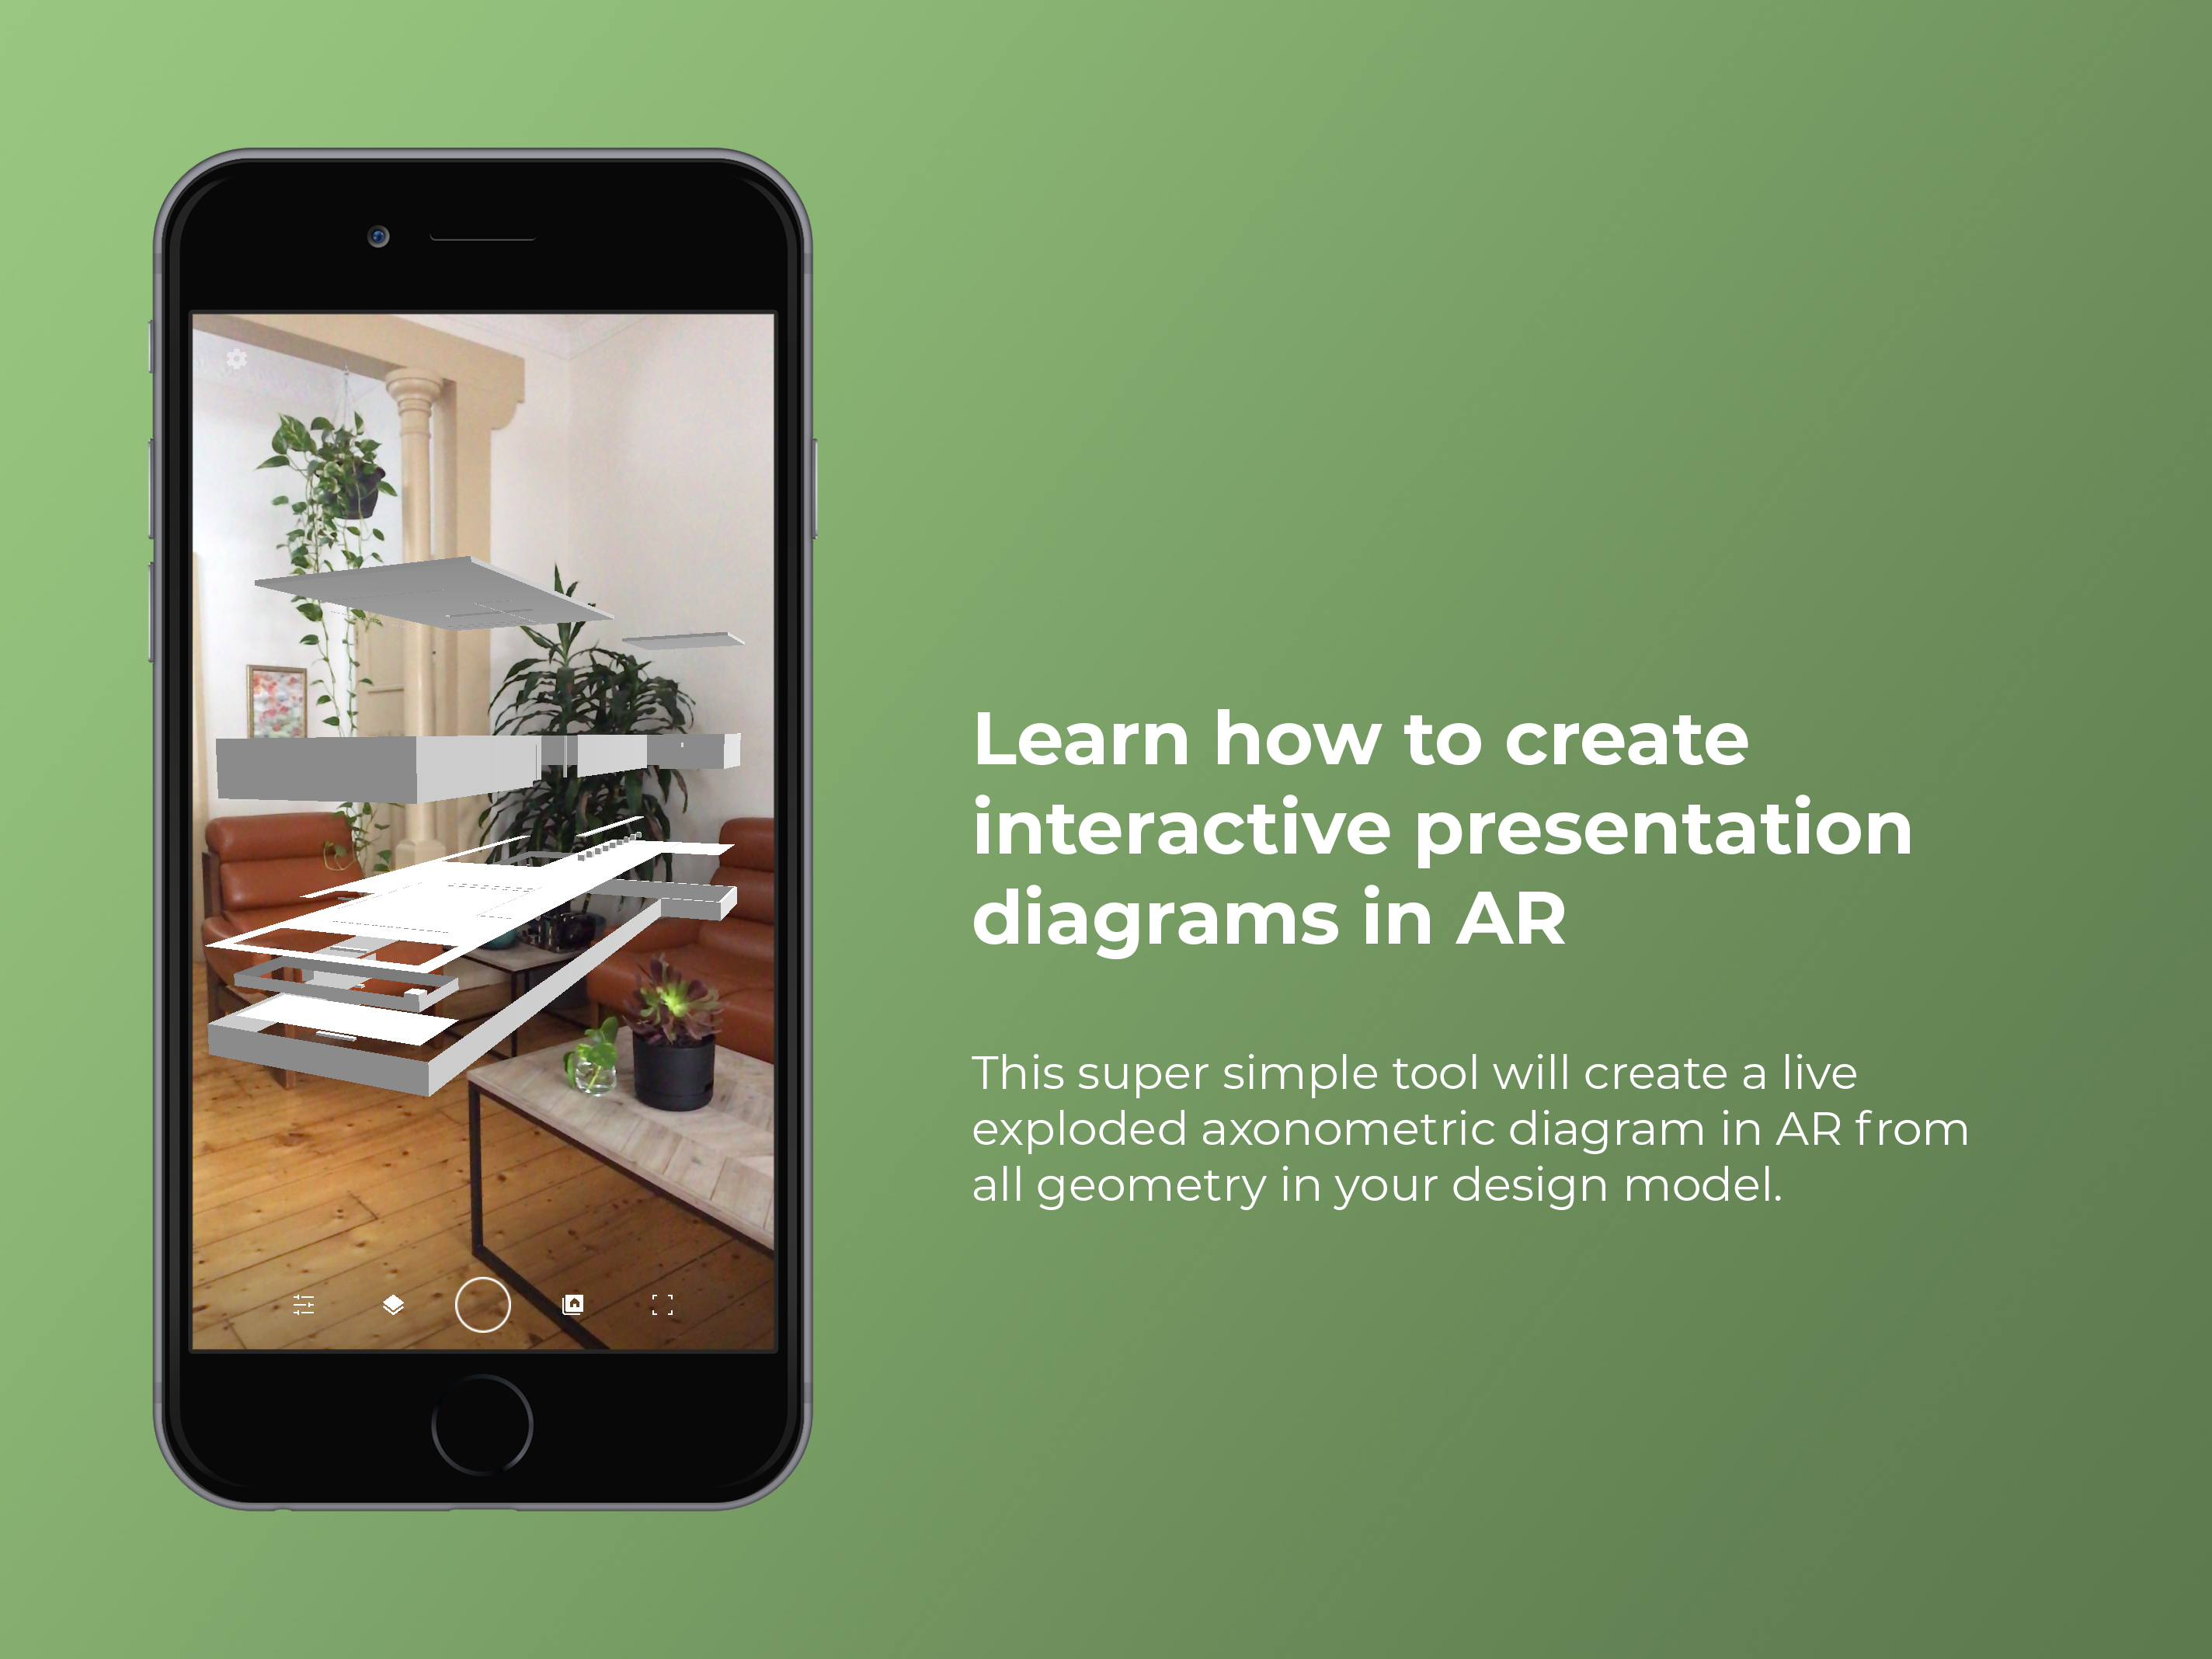 Learn how to create
interactive presentation
diagrams in AR
This super simple tool will create a live
exploded axonometric diagram in AR from
all geometry in your design model.